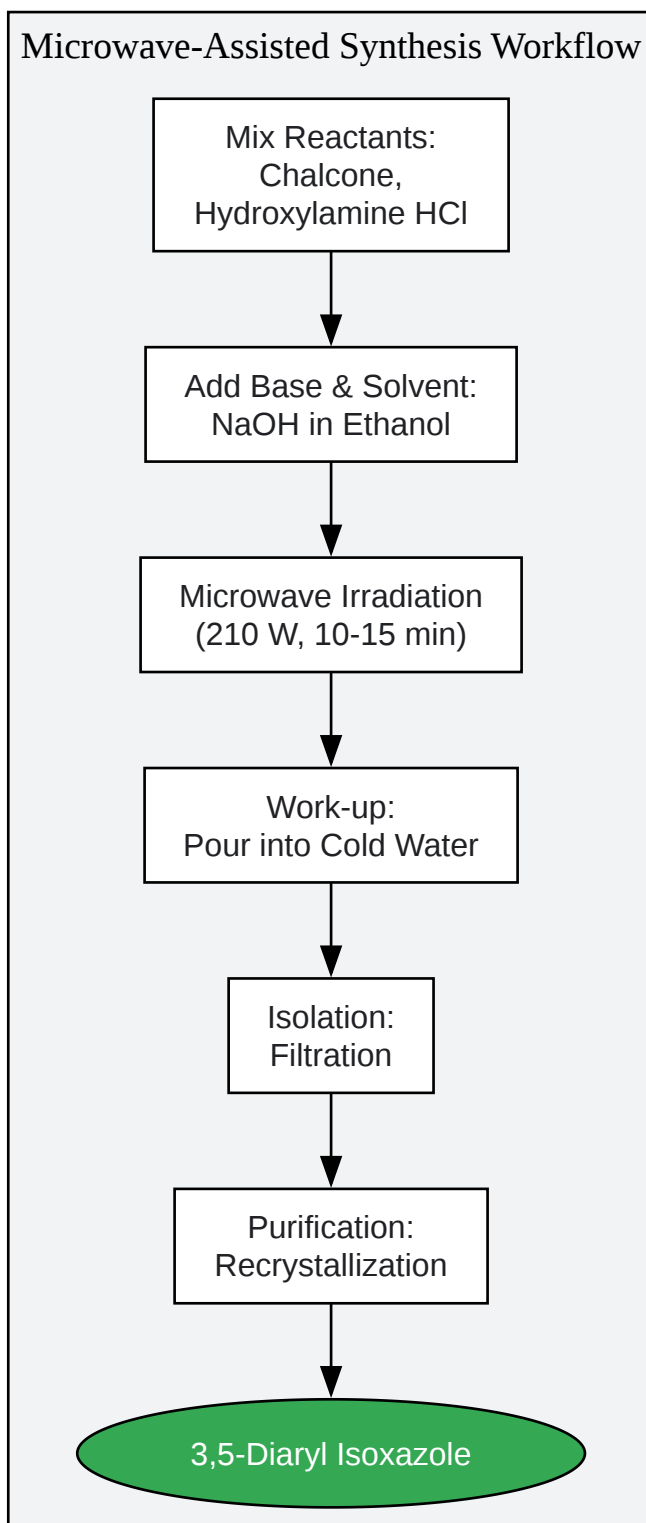 Microwave-Assisted Synthesis Workflow
Mix Reactants:
Chalcone,
Hydroxylamine HCl
Add Base & Solvent:
NaOH in Ethanol
Microwave Irradiation
(210 W, 10-15 min)
Work-up:
Pour into Cold Water
Isolation:
Filtration
Purification:
Recrystallization
3,5-Diaryl Isoxazole